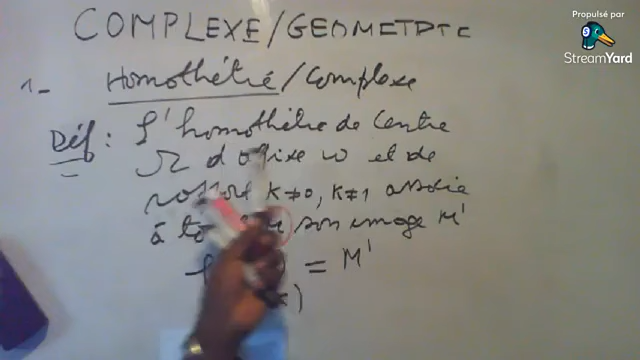 Propulsé par
StreamYard
COMPLEXE/GEOMETRIE
1- Homothétie/Complexe
Déf : L'homothétie de centre
Ω d'affixe ω et de
rapport K≠0, K≠1 associe
à son image M'
= M'